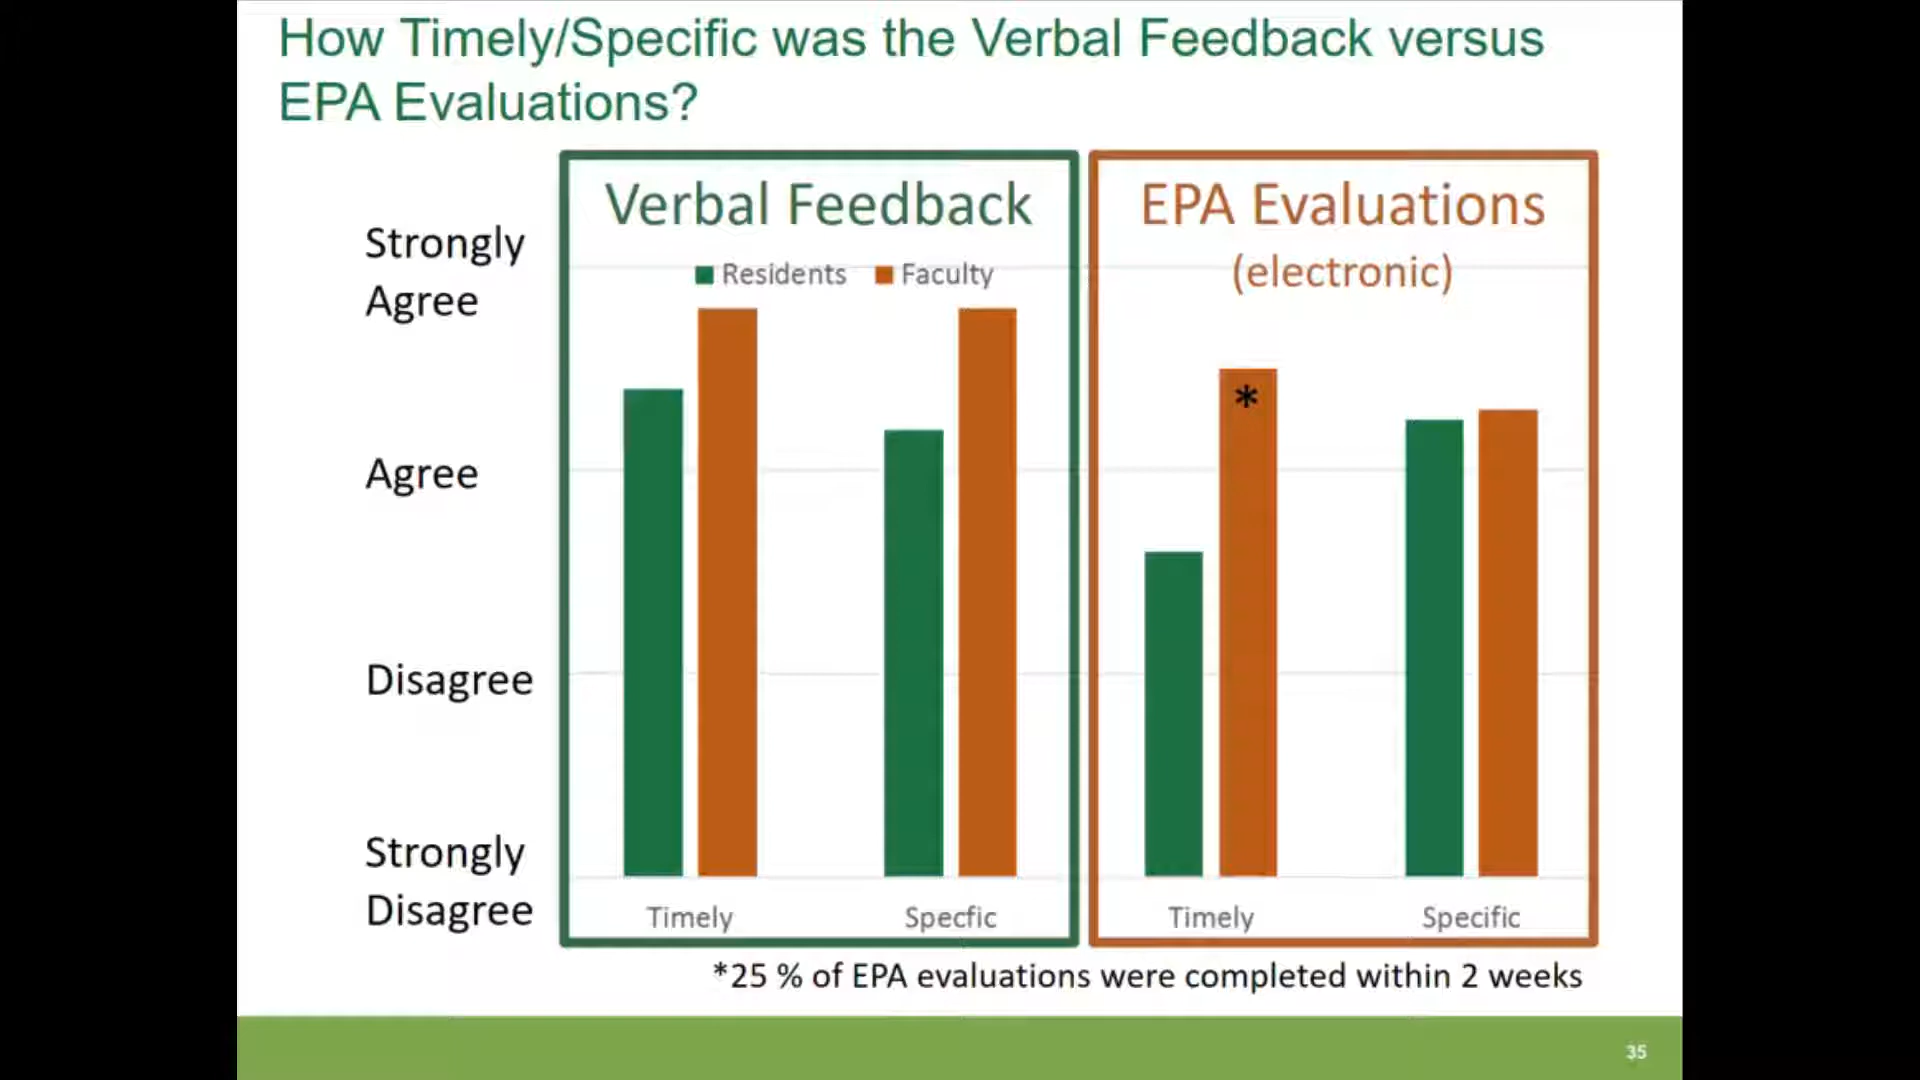 How Timely/Specific was the Verbal Feedback versus
EPA Evaluations?
Verbal Feedback
Residents Faculty
EPA Evaluations
(electronic)
Strongly
Agree
Agree
Disagree
Strongly
Disagree
*
Timely Specfic
Timely Specific
*25 % of EPA evaluations were completed within 2 weeks
35